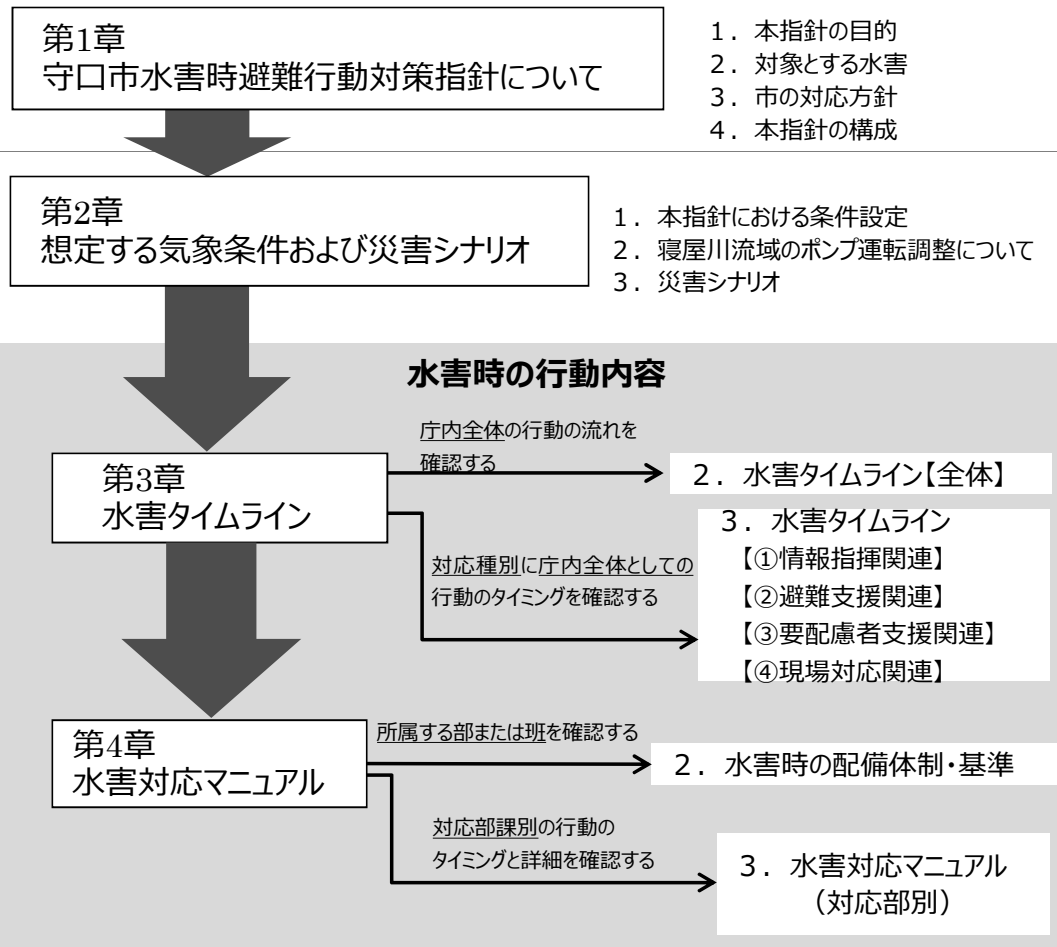 第1章
守口市水害時避難行動対策指針について
1．本指針の目的
2．対象とする水害
3．市の対応方針
4．本指針の構成
第2章
想定する気象条件および災害シナリオ
1．本指針における条件設定
2．寝屋川流域のポンプ運転調整について
3．災害シナリオ
水害時の行動内容
庁内全体の行動の流れを
確認する
第3章
水害タイムライン
2．水害タイムライン【全体】
対応種別に庁内全体としての
行動のタイミングを確認する
3．水害タイムライン
【①情報指揮関連】
【②避難支援関連】
【③要配慮者支援関連】
【④現場対応関連】
第4章
水害対応マニュアル
所属する部または班を確認する
2．水害時の配備体制・基準
対応部課別の行動の
タイミングと詳細を確認する
3．水害対応マニュアル
（対応部別）